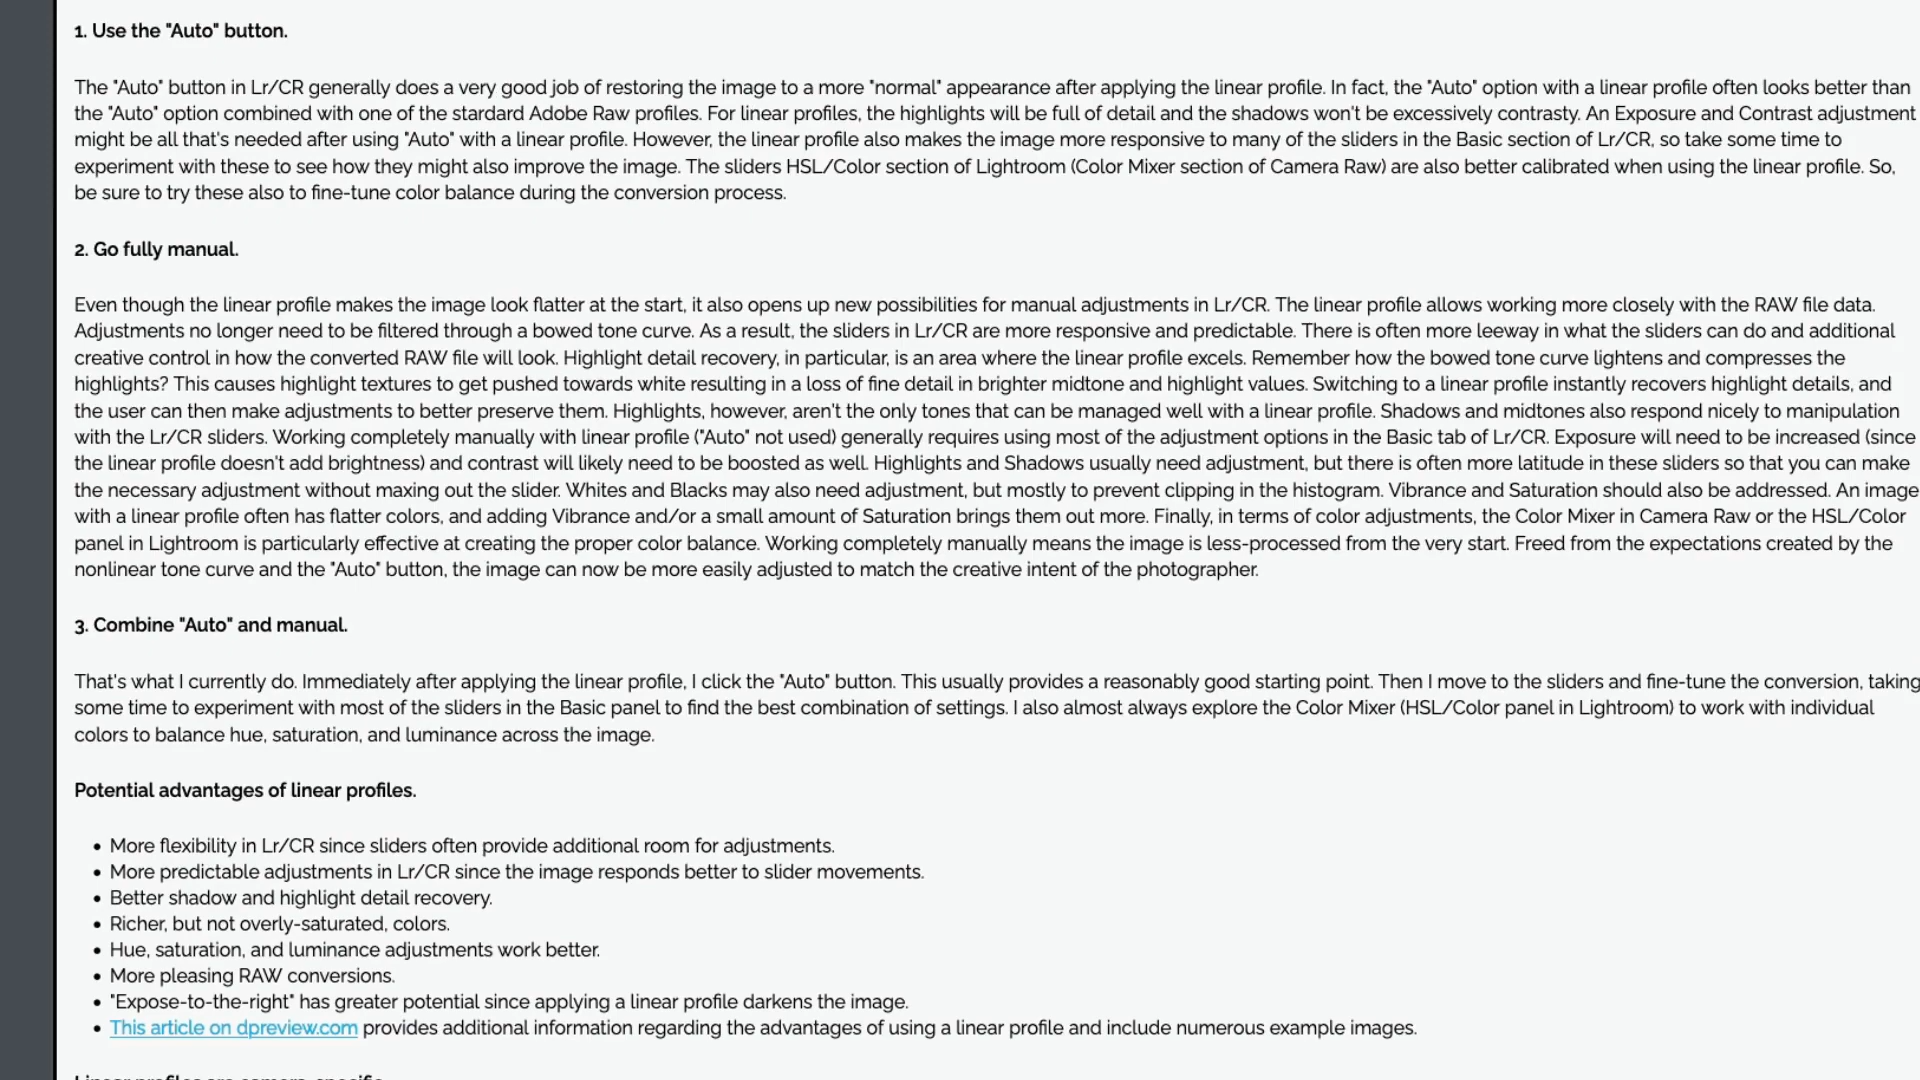 1. Use the "Auto" button.
The "Auto" button in Lr/CR generally does a very good job of restoring the image to a more "normal" appearance after applying the linear profile. In fact, the "Auto" option with a linear profile often looks better than
the "Auto" option combined with one of the stardard Adobe Raw profiles. For linear profiles, the highlights will be full of detail and the shadows won't be excessively contrasty. An Exposure and Contrast adjustment
might be all that's needed after using "Auto" with a linear profile. However, the linear profile also makes the image more responsive to many of the sliders in the Basic section of Lr/CR, so take some time to
experiment with these to see how they might also improve the image. The sliders HSL/Color section of Lightroom (Color Mixer section of Camera Raw) are also better calibrated when using the linear profile. So,
be sure to try these also to fine-tune color balance during the conversion process.
2. Go fully manual.
Even though the linear profile makes the image look flatter at the start, it also opens up new possibilities for manual adjustments in Lr/CR. The linear profile allows working more closely with the RAW file data.
Adjustments no longer need to be filtered through a bowed tone curve. As a result, the sliders in Lr/CR are more responsive and predictable. There is often more leeway in what the sliders can do and additional
creative control in how the converted RAW file will look. Highlight detail recovery, in particular, is an area where the linear profile excels. Remember how the bowed tone curve lightens and compresses the
highlights? This causes highlight textures to get pushed towards white resulting in a loss of fine detail in brighter midtone and highlight values. Switching to a linear profile instantly recovers highlight details, and
the user can then make adjustments to better preserve them. Highlights, however, aren't the only tones that can be managed well with a linear profile. Shadows and midtones also respond nicely to manipulation
with the Lr/CR sliders. Working completely manually with linear profile ("Auto" not used) generally requires using most of the adjustment options in the Basic tab of Lr/CR. Exposure will need to be increased (since
the linear profile doesn't add brightness) and contrast will likely need to be boosted as well. Highlights and Shadows usually need adjustment, but there is often more latitude in these sliders so that you can make
the necessary adjustment without maxing out the slider. Whites and Blacks may also need adjustment, but mostly to prevent clipping in the histogram. Vibrance and Saturation should also be addressed. An image
with a linear profile often has flatter colors, and adding Vibrance and/or a small amount of Saturation brings them out more. Finally, in terms of color adjustments, the Color Mixer in Camera Raw or the HSL/Color
panel in Lightroom is particularly effective at creating the proper color balance. Working completely manually means the image is less-processed from the very start. Freed from the expectations created by the
nonlinear tone curve and the "Auto" button, the image can now be more easily adjusted to match the creative intent of the photographer.
3. Combine "Auto" and manual.
That's what I currently do. Immediately after applying the linear profile, I click the "Auto" button. This usually provides a reasonably good starting point. Then I move to the sliders and fine-tune the conversion, taking
some time to experiment with most of the sliders in the Basic panel to find the best combination of settings. I also almost always explore the Color Mixer (HSL/Color panel in Lightroom) to work with individual
colors to balance hue, saturation, and luminance across the image.
Potential advantages of linear profiles.
• More flexibility in Lr/CR since sliders often provide additional room for adjustments.
• More predictable adjustments in Lr/CR since the image responds better to slider movements.
• Better shadow and highlight detail recovery.
• Richer, but not overly-saturated, colors.
• Hue, saturation, and luminance adjustments work better.
• More pleasing RAW conversions.
• "Expose-to-the-right" has greater potential since applying a linear profile darkens the image.
• This article on dpreview.com provides additional information regarding the advantages of using a linear profile and include numerous example images.